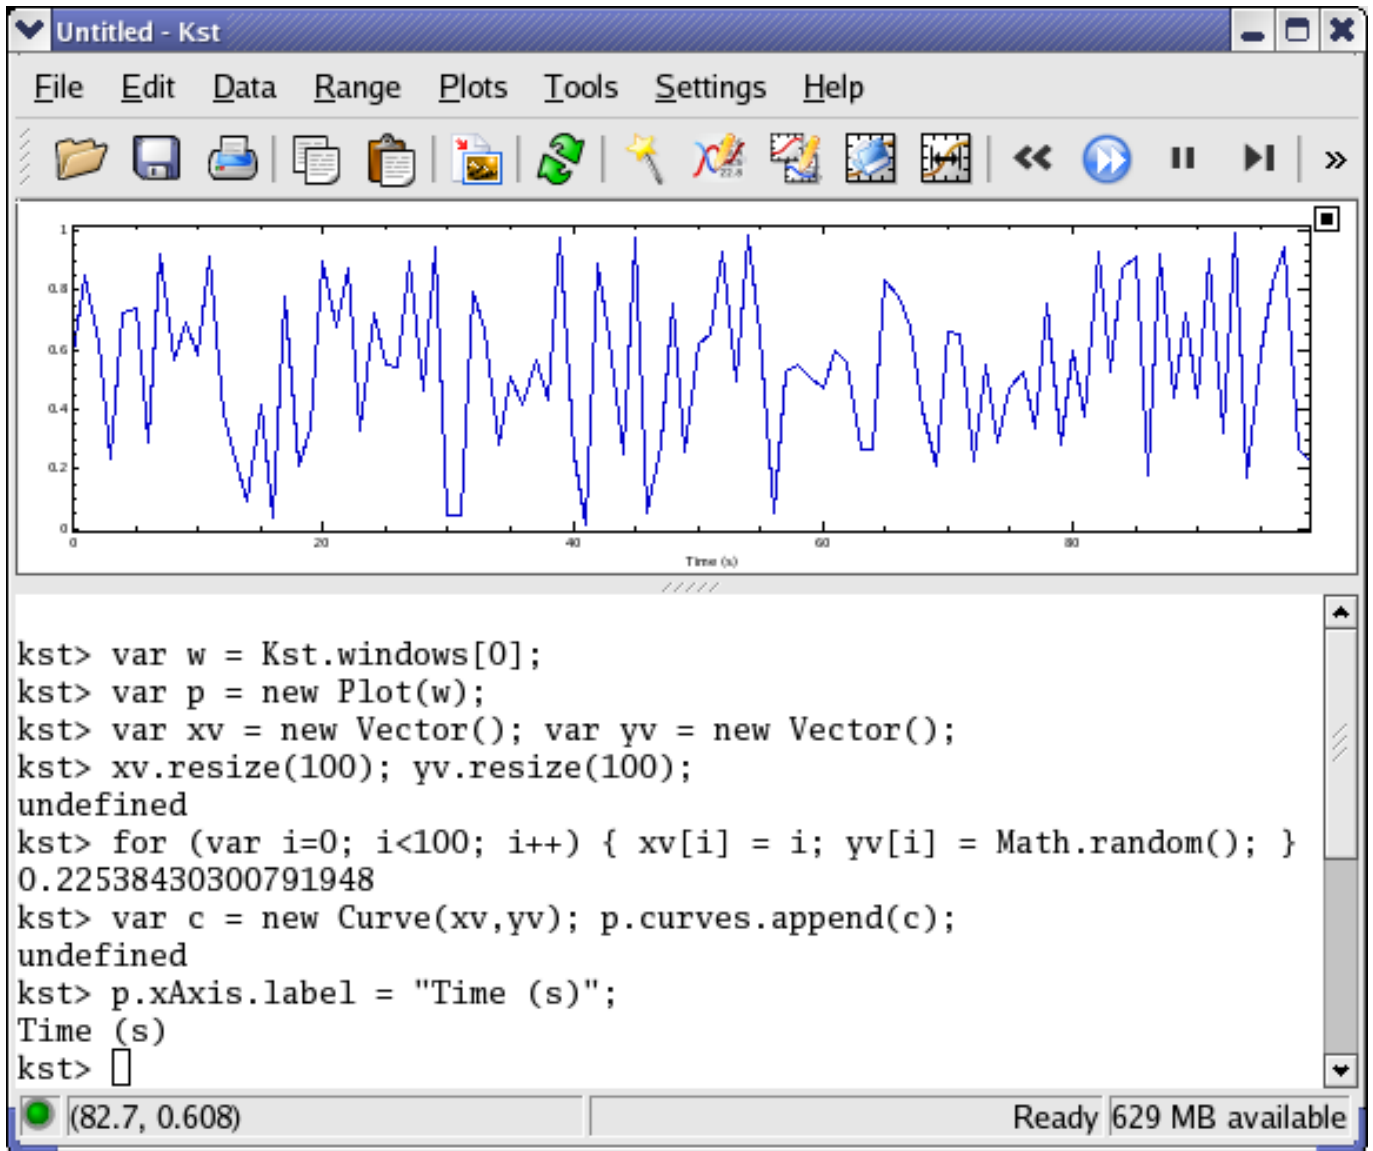 Untitled - Kst
File Edit Data Range Plots Tools Settings Help
22.8
1
0.8
0.6
0.4
0.2
0
0 20 40 60 80
Time (s)
kst> var w = Kst.windows[0];
kst> var p = new Plot(w);
kst> var xv = new Vector(); var yv = new Vector();
kst> xv.resize(100); yv.resize(100);
undefined
kst> for (var i=0; i<100; i++) { xv[i] = i; yv[i] = Math.random(); }
0.22538430300791948
kst> var c = new Curve(xv,yv); p.curves.append(c);
undefined
kst> p.xAxis.label = "Time (s)";
Time (s)
kst>
(82.7, 0.608) Ready 629 MB available